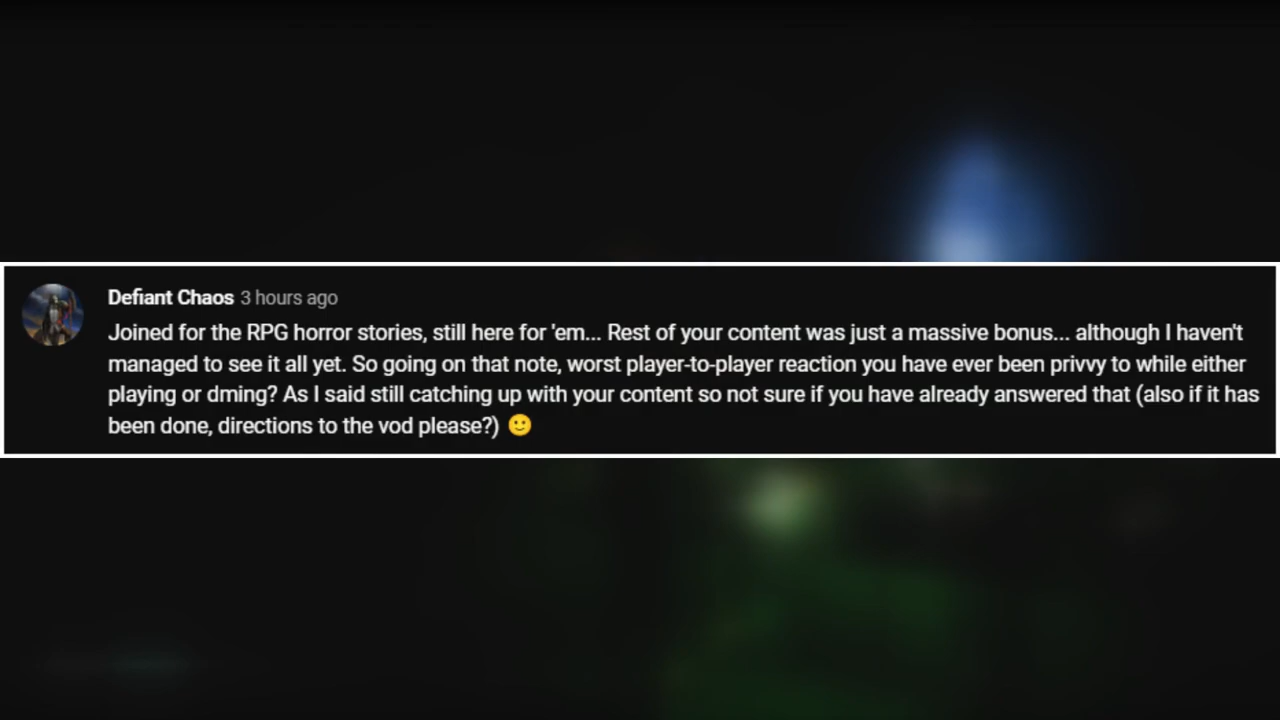 Defiant Chaos 3 hours ago
Joined for the RPG horror stories, still here for 'em... Rest of your content was just a massive bonus... although I haven't
managed to see it all yet. So going on that note, worst player-to-player reaction you have ever been privvy to while either
playing or dming? As I said still catching up with your content so not sure if you have already answered that (also if it has
been done, directions to the vod please?) 🙂